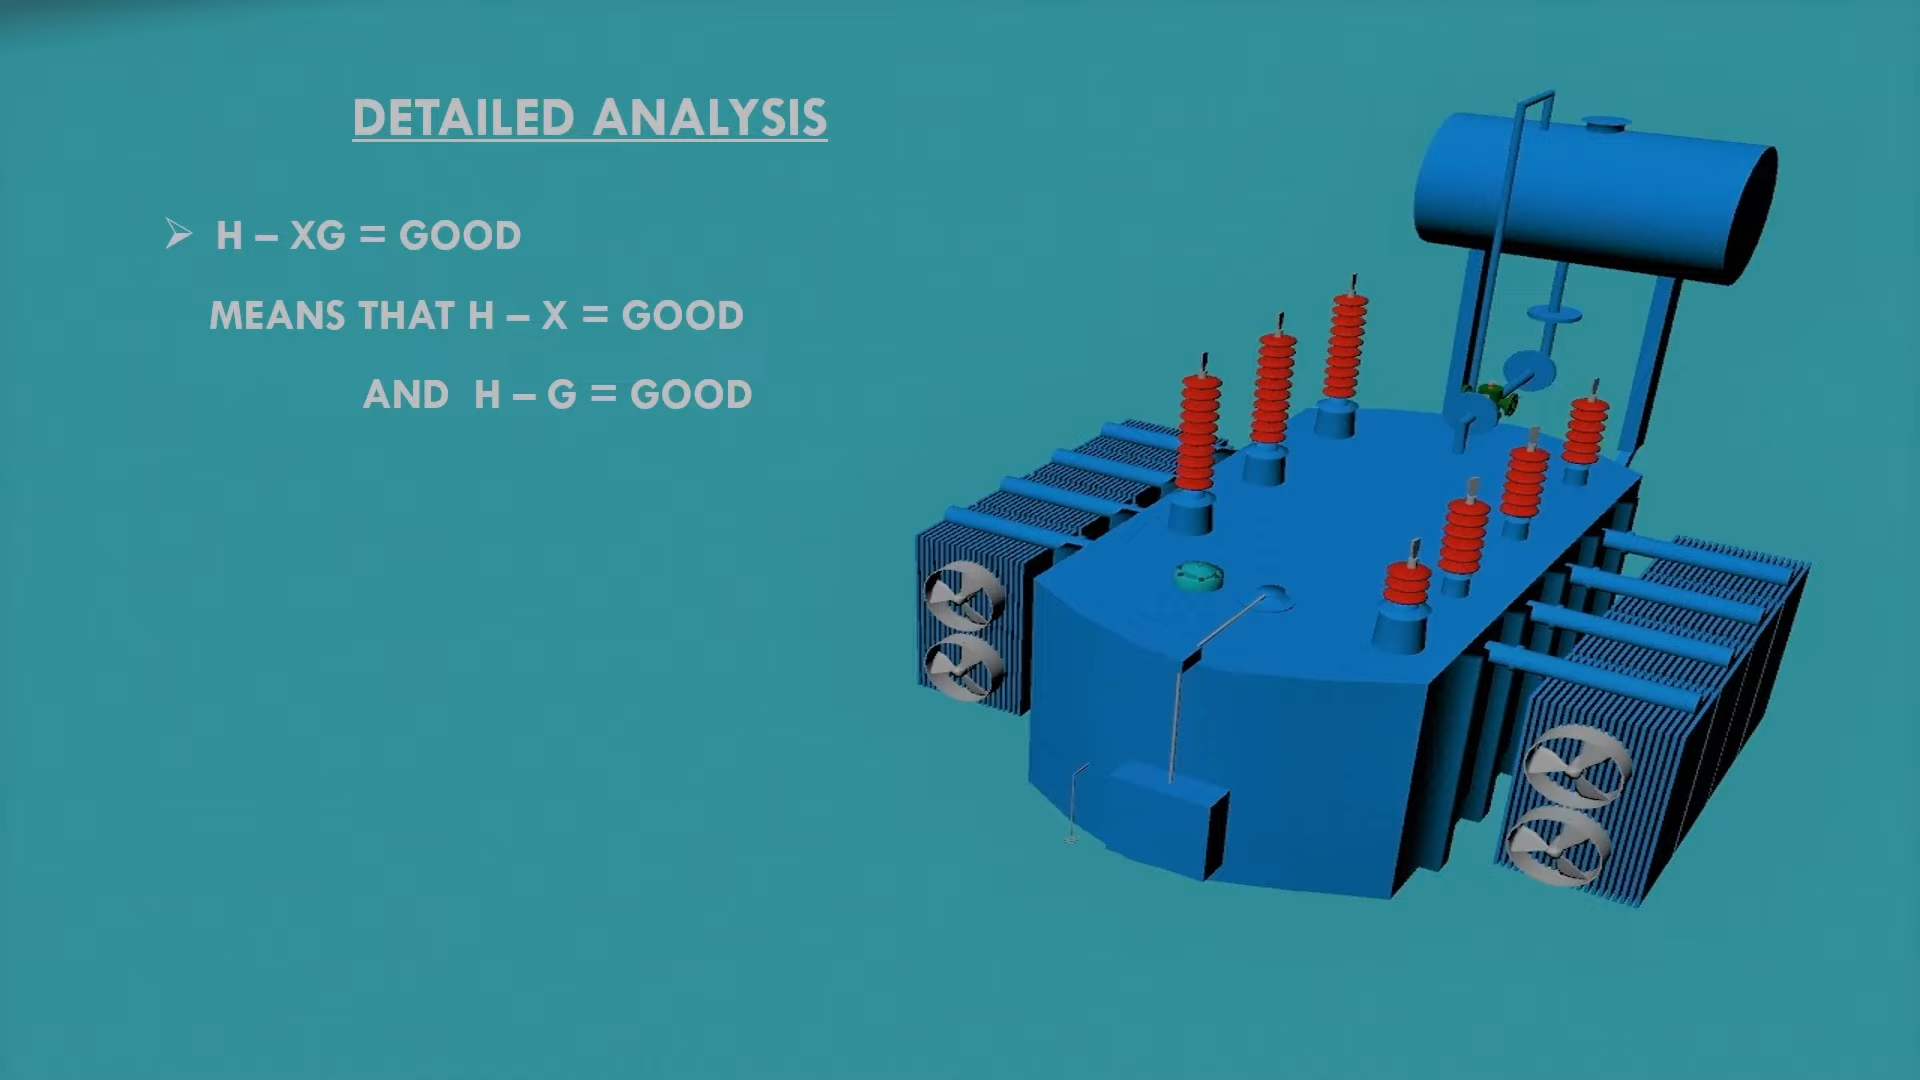 DETAILED ANALYSIS
➢ H – XG = GOOD
MEANS THAT H – X = GOOD
AND H – G = GOOD